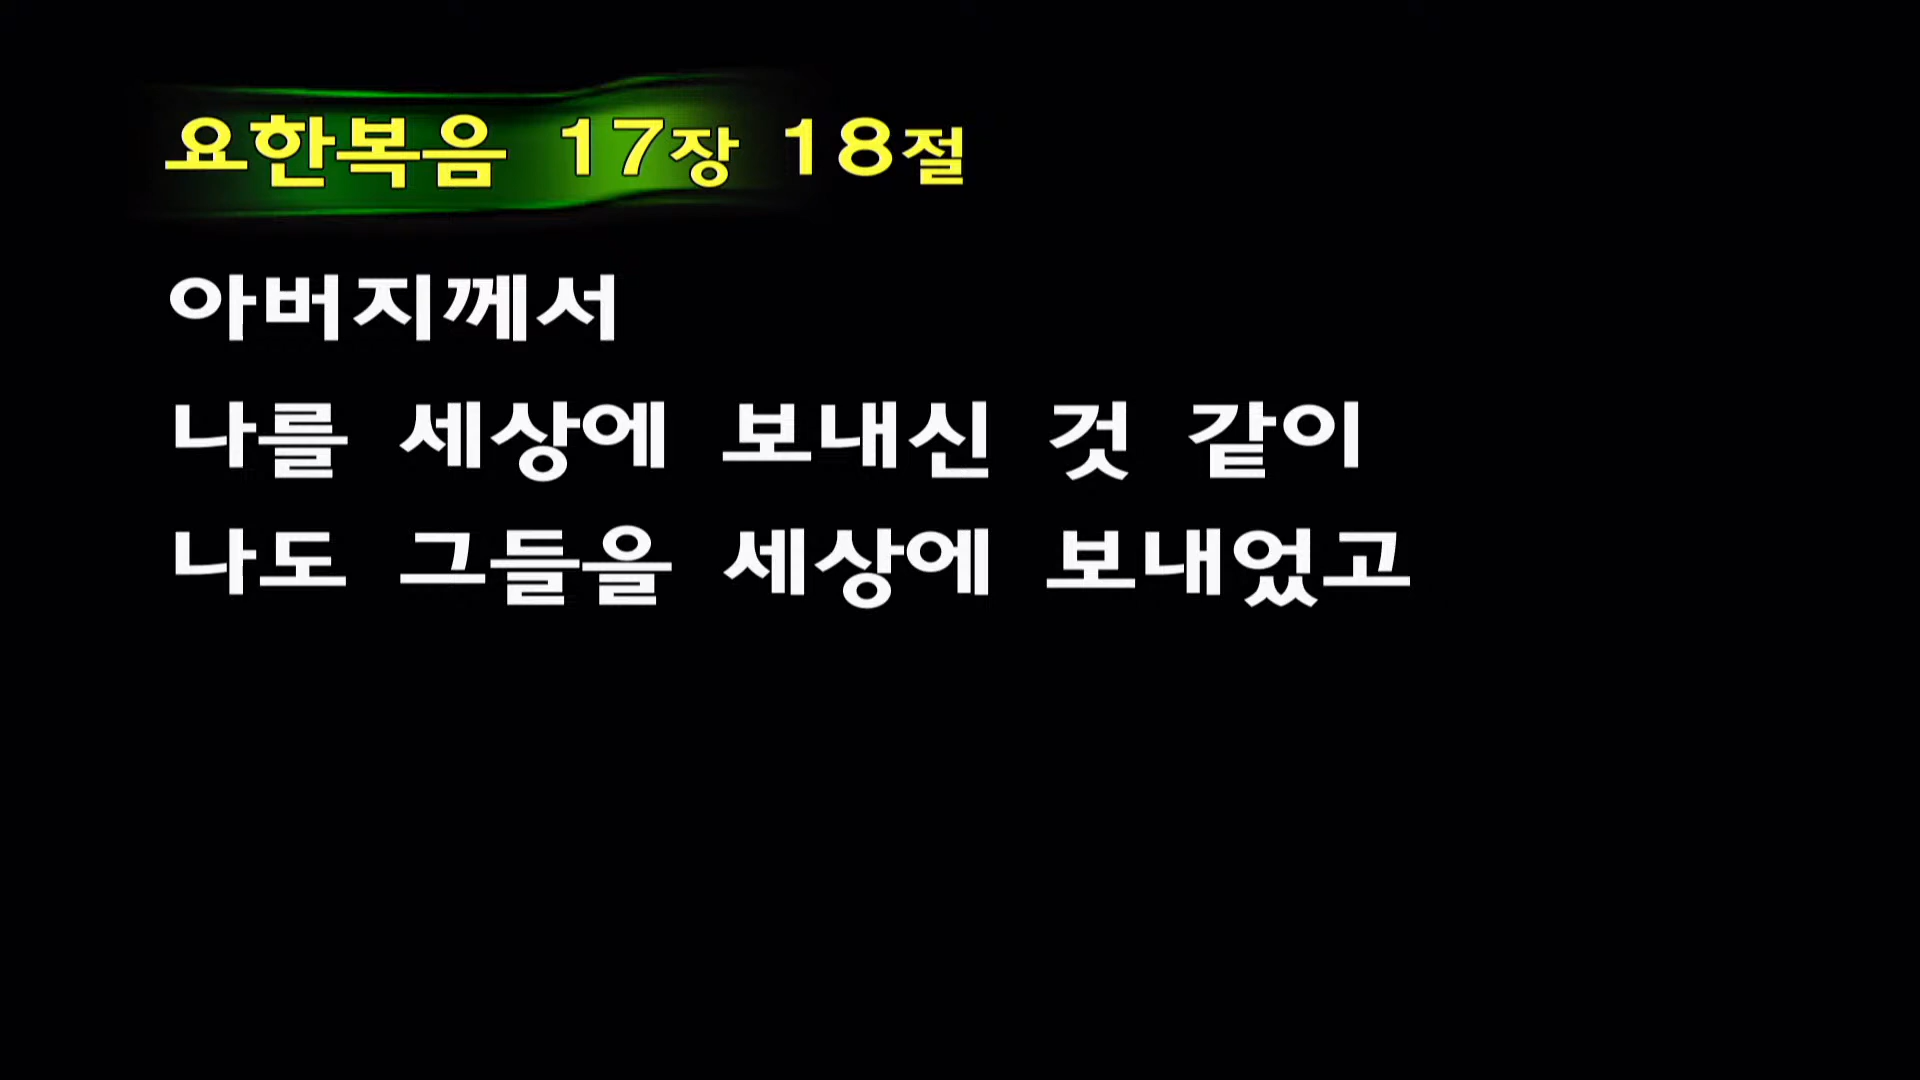 요한복음 17장 18절
아버지께서
나를 세상에 보내신 것 같이
나도 그들을 세상에 보내었고